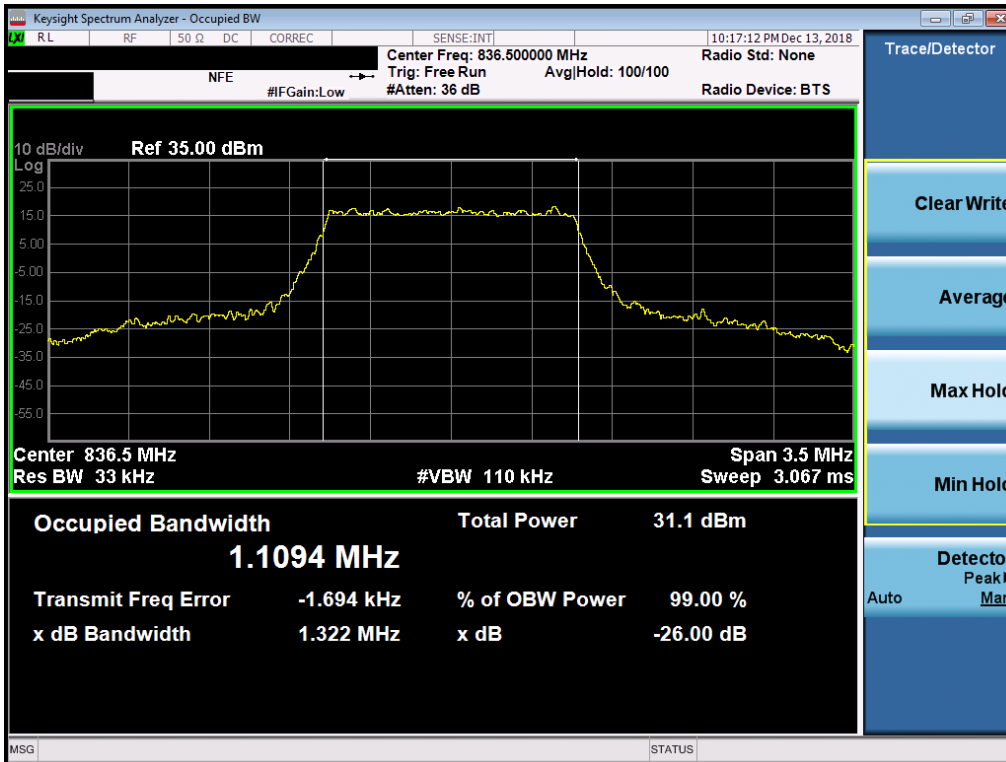 Keysight Spectrum Analyzer - Occupied BW
LXI RL RF 50 Ω DC CORREC SENSE:INT 10:17:12 PM Dec 13, 2018
Center Freq: 836.500000 MHz Radio Std: None
NFE Trig: Free Run Avg|Hold: 100/100
#IFGain:Low #Atten: 36 dB Radio Device: BTS
10 dB/div Ref 35.00 dBm
Log
25.0
15.0
5.00
-5.00
-15.0
-25.0
-35.0
-45.0
-55.0
Center 836.5 MHz Span 3.5 MHz
Res BW 33 kHz #VBW 110 kHz Sweep 3.067 ms
Occupied Bandwidth Total Power 31.1 dBm
1.1094 MHz
Transmit Freq Error -1.694 kHz % of OBW Power 99.00 %
x dB Bandwidth 1.322 MHz x dB -26.00 dB
MSG STATUS
Trace/Detector
Clear Write
Average
Max Hold
Min Hold
Detector
Peak
Auto Man